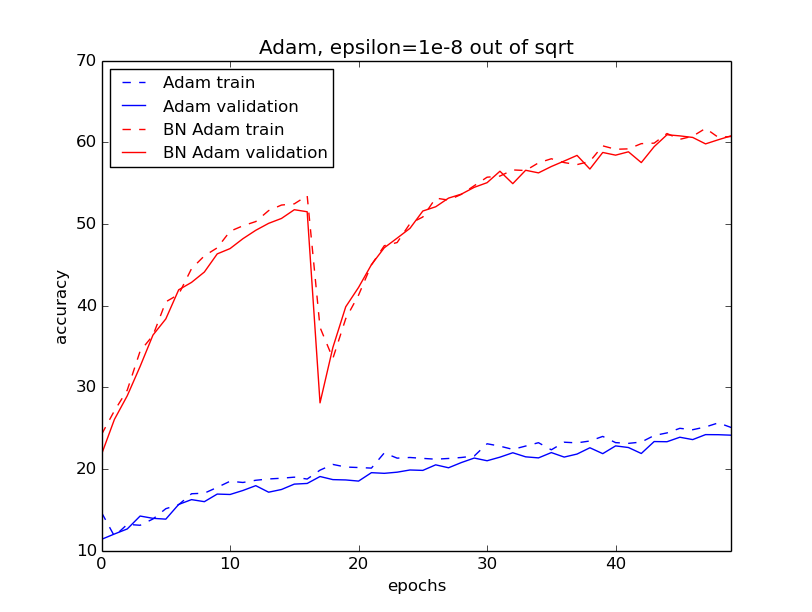 Adam, epsilon=1e-8 out of sqrt
Adam train
Adam validation
BN Adam train
BN Adam validation
accuracy
70
60
50
40
30
20
10
0
10
20
30
40
epochs